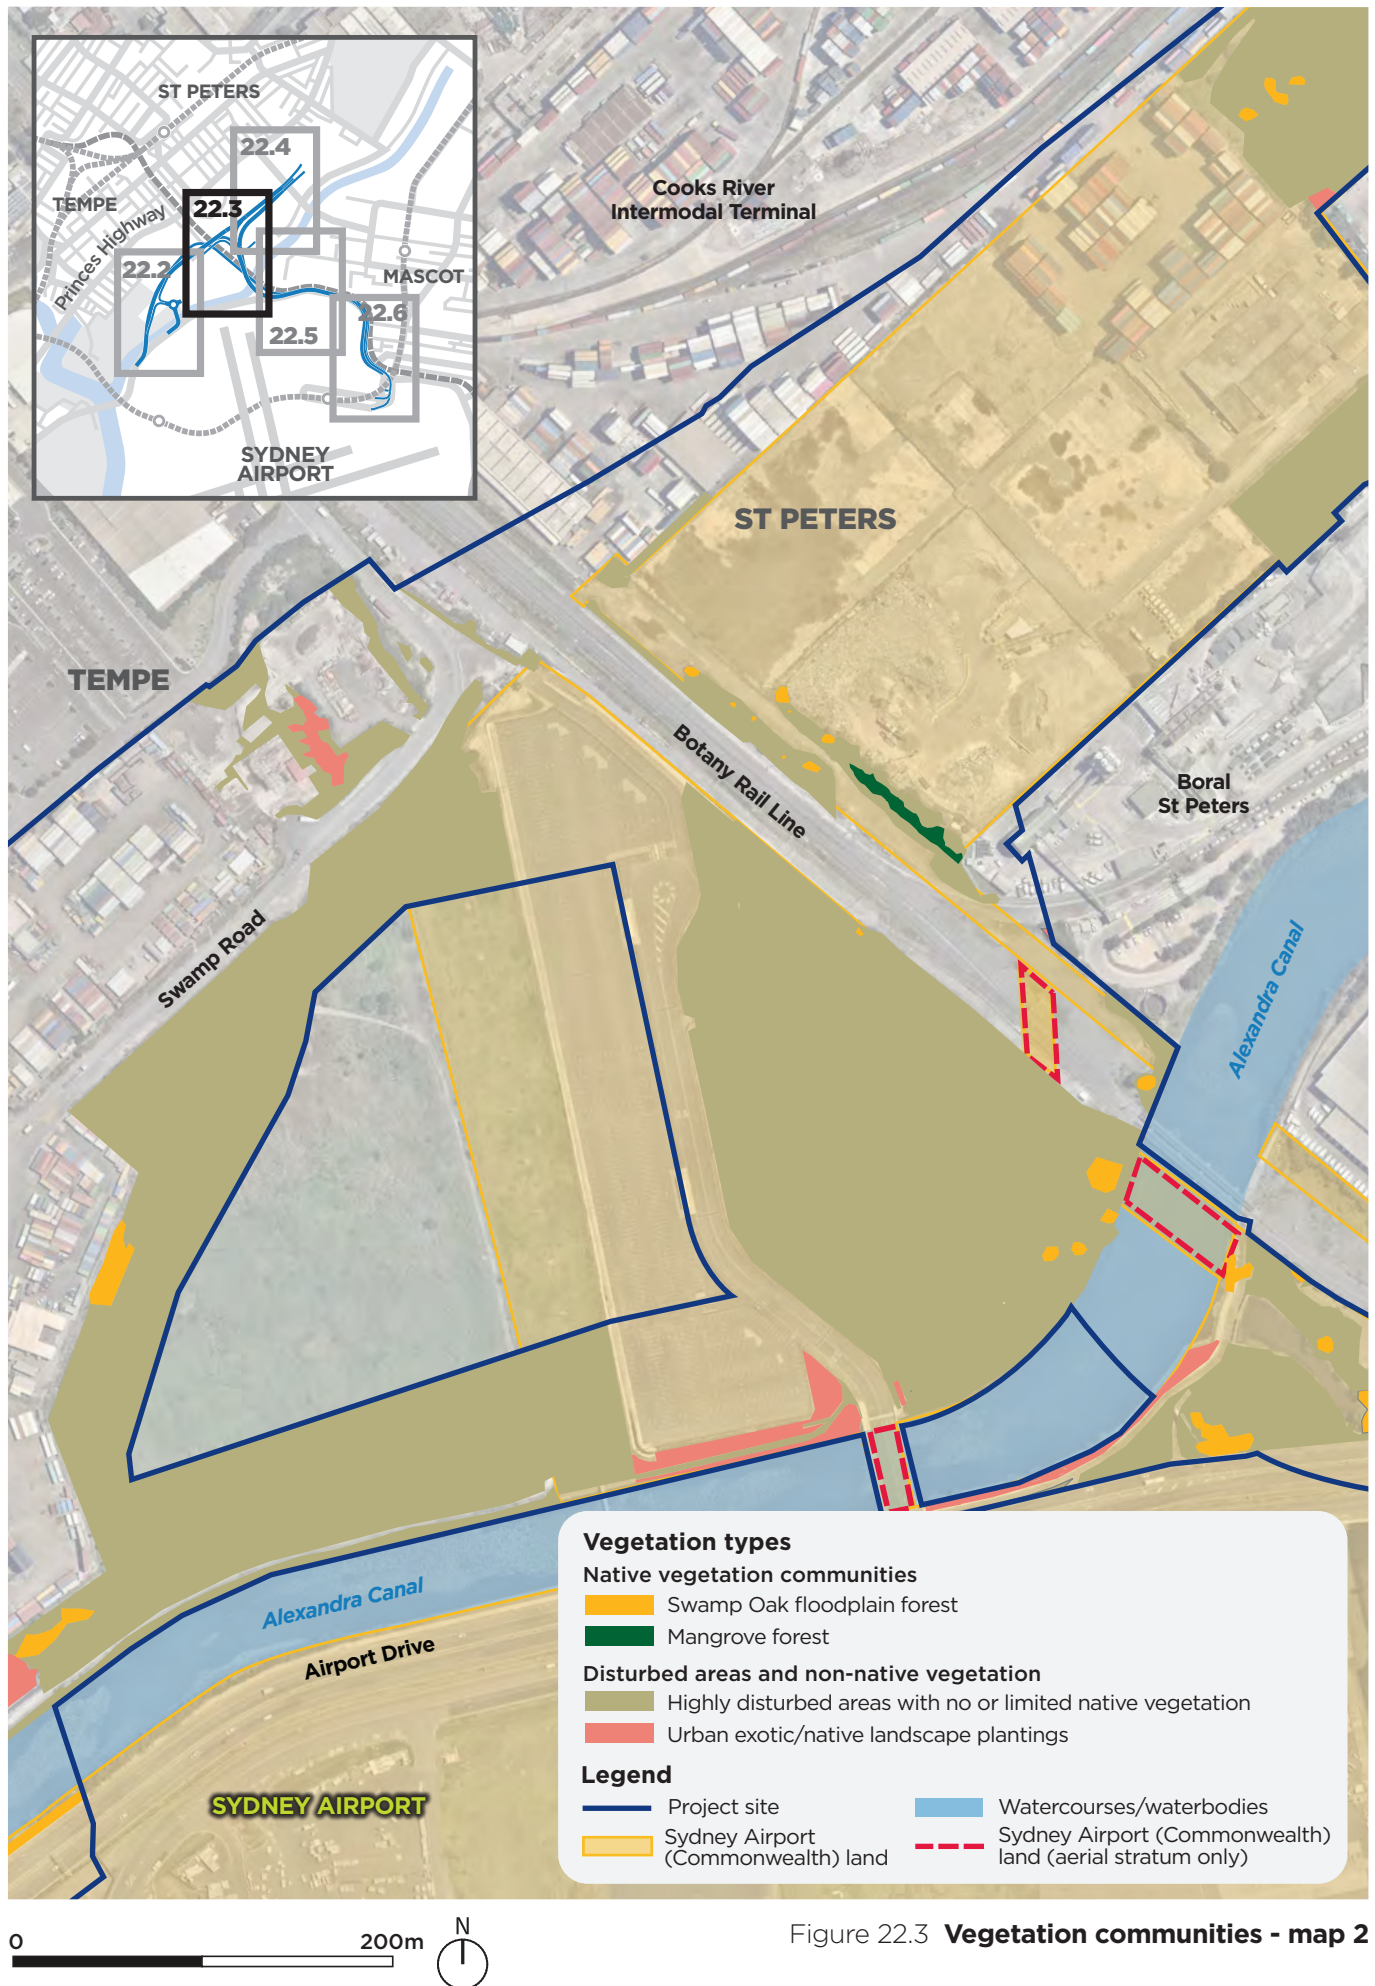 ST PETERS
22.4
TEMPE
22.3
Princes Highway
22.2
MASCOT
22.6
22.5
SYDNEY
AIRPORT
Cooks River
Intermodal Terminal
ST PETERS
TEMPE
Botany Rail Line
Boral
St Peters
Swamp Road
Alexandra Canal
Alexandra Canal
Airport Drive
SYDNEY AIRPORT
Vegetation types
Native vegetation communities
Swamp Oak floodplain forest
Mangrove forest
Disturbed areas and non-native vegetation
Highly disturbed areas with no or limited native vegetation
Urban exotic/native landscape plantings
Legend
Project site
Watercourses/waterbodies
Sydney Airport
(Commonwealth) land
Sydney Airport (Commonwealth)
land (aerial stratum only)
0 200m
N
Figure 22.3 Vegetation communities - map 2